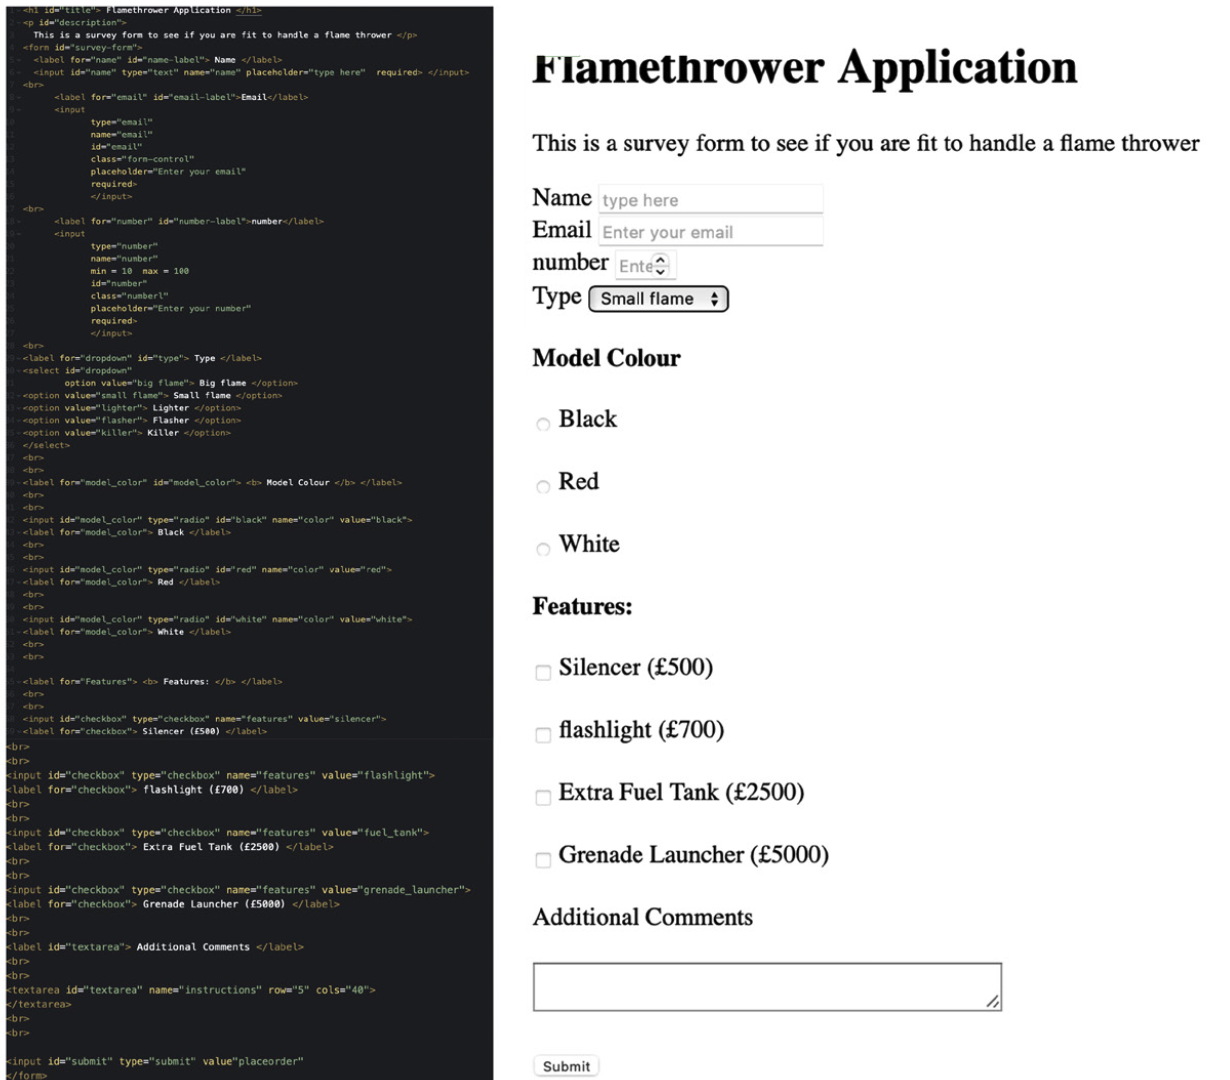 <h1 id="title"> Flamethrower Application </h1>
<p id="description">
This is a survey form to see if you are fit to handle a flame thrower </p>
<form id="survey-form">
<label for="name" id="name-label"> Name </label>
<input id="name" type="text" name="name" placeholder="type here"  required> </input>
<br>
<label for="email" id="email-label">Email</label>
<input
type="email"
name="email"
id="email"
class="form-control"
placeholder="Enter your email"
required>
</input>
<br>
<label for="number" id="number-label">number</label>
<input
type="number"
name="number"
min = 10  max = 100
id="number"
class="numberl"
placeholder="Enter your number"
required>
</input>
<br>
<label for="dropdown" id="type"> Type </label>
<select id="dropdown"
option value="big flame"> Big flame </option>
<option value="small flame"> Small flame </option>
<option value="lighter"> Lighter </option>
<option value="flasher"> Flasher </option>
<option value="killer"> Killer </option>
</select>
<br>
<br>
<label for="model_color" id="model_color"> <b> Model Colour </b> </label>
<br>
<br>
<input id="model_color" type="radio" id="black" name="color" value="black">
<label for="model_color"> Black </label>
<br>
<br>
<input id="model_color" type="radio" id="red" name="color" value="red">
<label for="model_color"> Red </label>
<br>
<br>
<input id="model_color" type="radio" id="white" name="color" value="white">
<label for="model_color"> White </label>
<br>
<br>
<label for="Features"> <b> Features: </b> </label>
<br>
<br>
<input id="checkbox" type="checkbox" name="features" value="silencer">
<label for="checkbox"> Silencer (£500) </label>
<br>
<br>
<input id="checkbox" type="checkbox" name="features" value="flashlight">
<label for="checkbox"> flashlight (£700) </label>
<br>
<br>
<input id="checkbox" type="checkbox" name="features" value="fuel_tank">
<label for="checkbox"> Extra Fuel Tank (£2500) </label>
<br>
<br>
<input id="checkbox" type="checkbox" name="features" value="grenade_launcher">
<label for="checkbox"> Grenade Launcher (£5000) </label>
<br>
<br>
<label id="textarea"> Additional Comments </label>
<br>
<br>
<textarea id="textarea" name="instructions" row="5" cols="40">
</textarea>
<br>
<br>
<input id="submit" type="submit" value"placeorder"
</form>
Flamethrower Application
This is a survey form to see if you are fit to handle a flame thrower
Name type here
Email Enter your email
number Ente
Type Small flame
Model Colour
Black
Red
White
Features:
Silencer (£500)
flashlight (£700)
Extra Fuel Tank (£2500)
Grenade Launcher (£5000)
Additional Comments
Submit